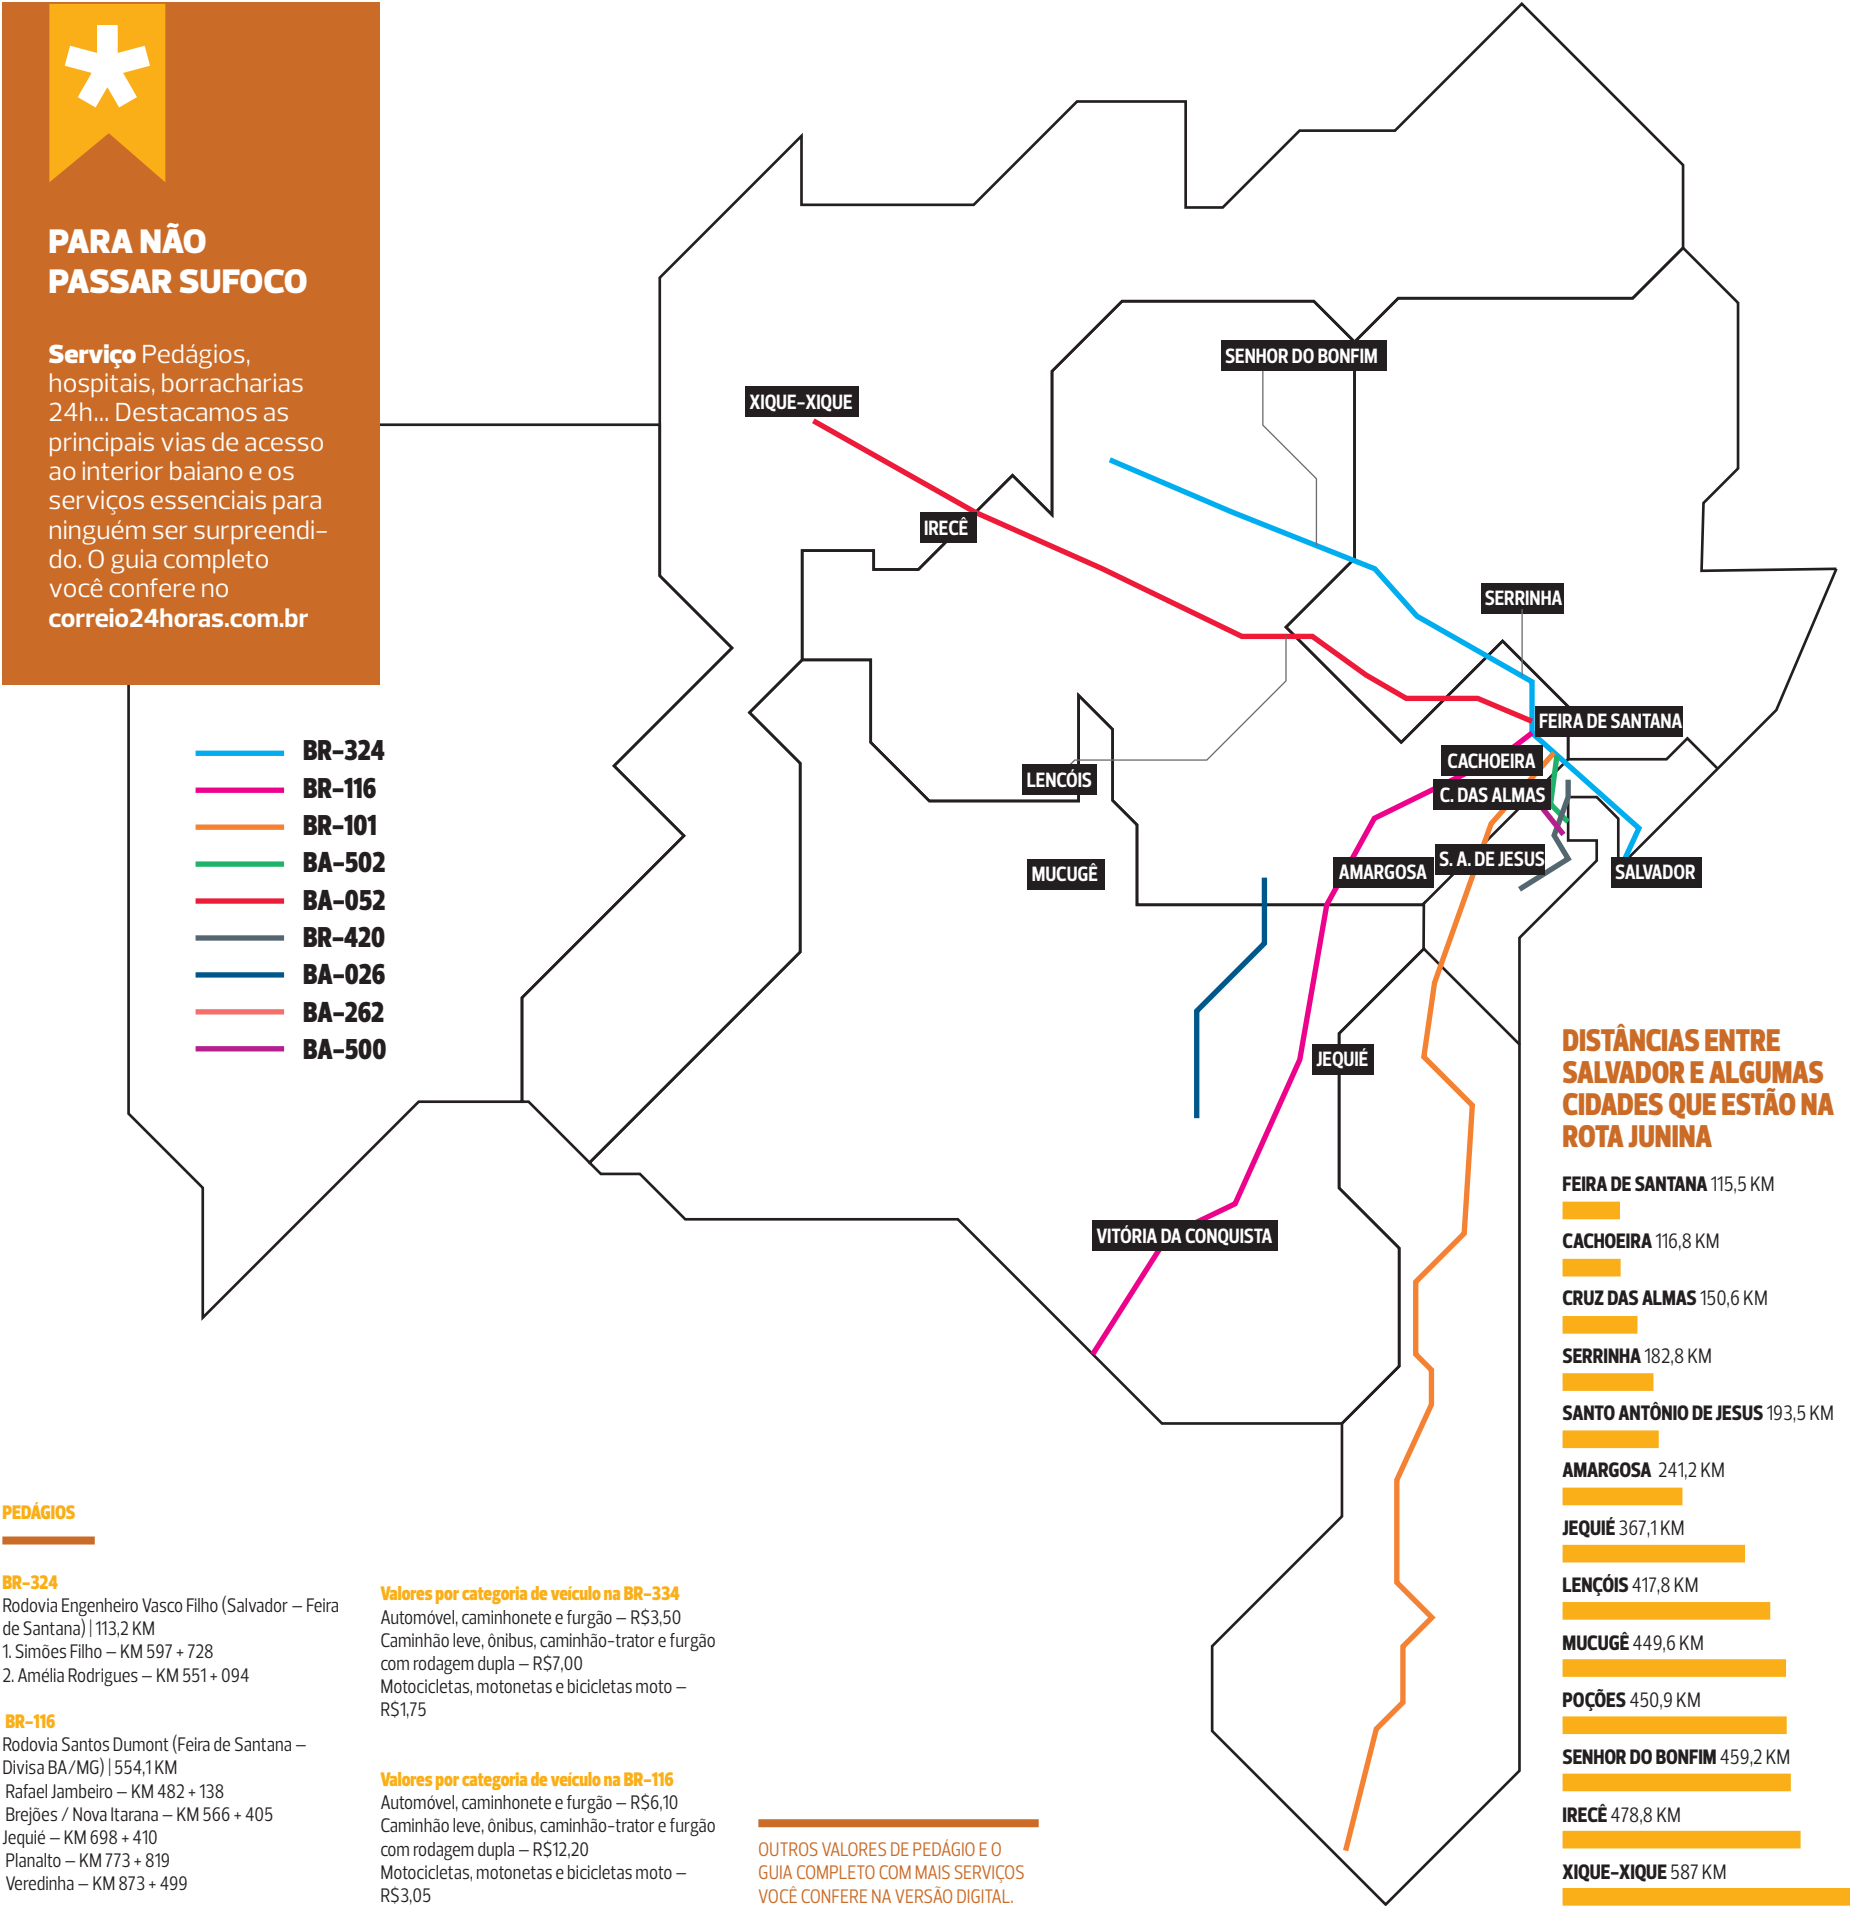 PARA NÃO
PASSAR SUFOCO
Serviço Pedágios,
hospitais, borracharias
24h... Destacamos as
principais vias de acesso
ao interior baiano e os
serviços essenciais para
ninguém ser surpreendi-
do. O guia completo
você confere no
correio24horas.com.br
BR-324
BR-116
BR-101
BA-502
BA-052
BR-420
BA-026
BA-262
BA-500
SENHOR DO BONFIM
XIQUE-XIQUE
IRECÊ
SERRINHA
FEIRA DE SANTANA
CACHOEIRA
LENCÓIS
C. DAS ALMAS
S. A. DE JESUS
MUCUGÊ
AMARGOSA
SALVADOR
JEQUIÉ
VITÓRIA DA CONQUISTA
DISTÂNCIAS ENTRE
SALVADOR E ALGUMAS
CIDADES QUE ESTÃO NA
ROTA JUNINA
FEIRA DE SANTANA 115,5 KM
CACHOEIRA 116,8 KM
CRUZ DAS ALMAS 150,6 KM
SERRINHA 182,8 KM
SANTO ANTÔNIO DE JESUS 193,5 KM
AMARGOSA 241,2 KM
JEQUIÉ 367,1 KM
LENÇÓIS 417,8 KM
MUCUGÊ 449,6 KM
POÇÕES 450,9 KM
SENHOR DO BONFIM 459,2 KM
IRECÊ 478,8 KM
XIQUE-XIQUE 587 KM
PEDÁGIOS
BR-324
Rodovia Engenheiro Vasco Filho (Salvador – Feira
de Santana) | 113,2 KM
1. Simões Filho – KM 597 + 728
2. Amélia Rodrigues – KM 551 + 094
BR-116
Rodovia Santos Dumont (Feira de Santana –
Divisa BA/MG) | 554,1 KM
Rafael Jambeiro – KM 482 + 138
Brejões / Nova Itarana – KM 566 + 405
Jequié – KM 698 + 410
Planalto – KM 773 + 819
Veredinha – KM 873 + 499
Valores por categoria de veículo na BR-334
Automóvel, caminhonete e furgão – R$3,50
Caminhão leve, ônibus, caminhão-trator e furgão
com rodagem dupla – R$7,00
Motocicletas, motonetas e bicicletas moto –
R$1,75
Valores por categoria de veículo na BR-116
Automóvel, caminhonete e furgão – R$6,10
Caminhão leve, ônibus, caminhão-trator e furgão
com rodagem dupla – R$12,20
Motocicletas, motonetas e bicicletas moto –
R$3,05
OUTROS VALORES DE PEDÁGIO E O
GUIA COMPLETO COM MAIS SERVIÇOS
VOCÊ CONFERE NA VERSÃO DIGITAL.